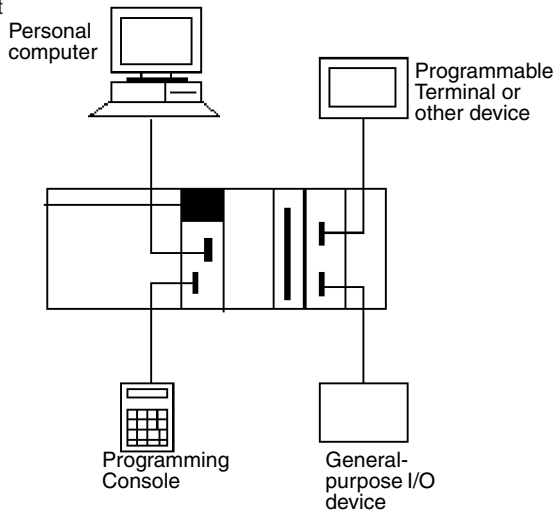 t
Personal
computer
Programmable
Terminal or
other device
Programming
Console
General-
purpose I/O
device